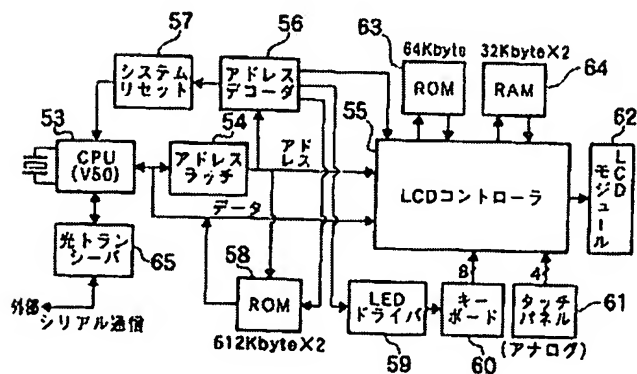 57
56
63
64Kbyte
32Kbyte×2
64
システム
リセット
アドレス
デコーダ
ROM
RAM
53
54
55
62
CPU
(V50)
アドレス
ラッチ
アド
レス
LCDコントローラ
LCD
モジュール
データ
光トラン
シーバ
65
58
8
4
外部
シリアル通信
ROM
612Kbyte×2
LED
ドライバ
59
キー
ボード
60
タッチ
パネル
61
(アナログ)